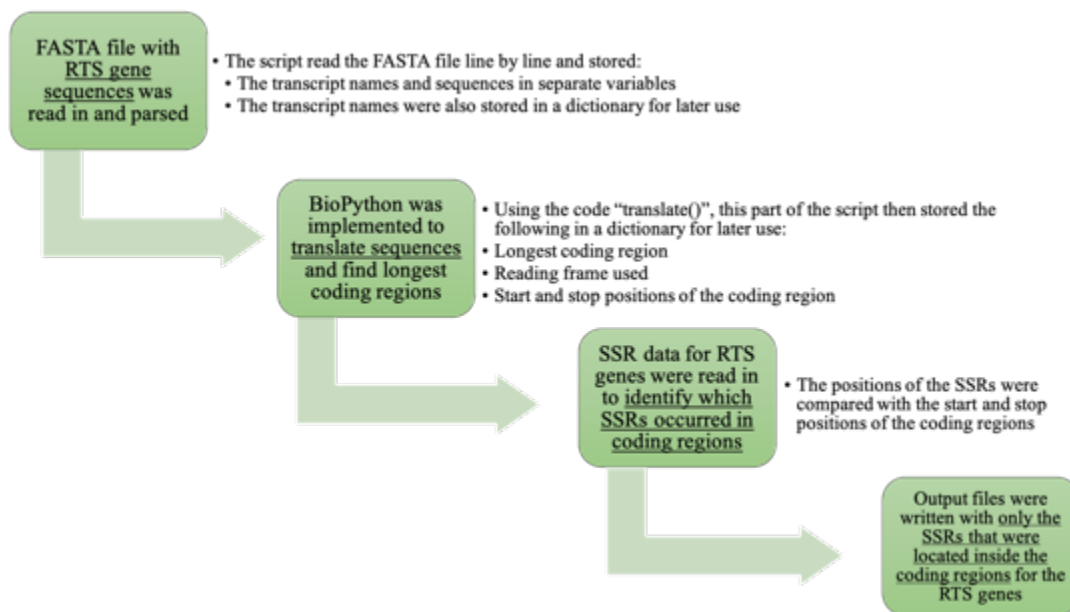 FASTA file with
RTS gene
sequences was
read in and parsed
• The script read the FASTA file line by line and stored:
• The transcript names and sequences in separate variables
• The transcript names were also stored in a dictionary for later use
BioPython was
implemented to
translate sequences
and find longest
coding regions
• Using the code “translate()”, this part of the script then stored the
following in a dictionary for later use:
• Longest coding region
• Reading frame used
• Start and stop positions of the coding region
SSR data for RTS
genes were read in
to identify which
SSRs occurred in
coding regions
• The positions of the SSRs were
compared with the start and stop
positions of the coding regions
Output files were
written with only the
SSRs that were
located inside the
coding regions for the
RTS genes